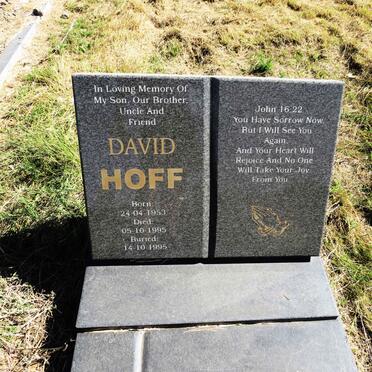 In Loving Memory Of
My Son, Our Brother,
Uncle And
Friend
DAVID
HOFF
Born:
24-04-1953
Died:
05-10-1995
Buried:
14-10-1995
John 16:22
You Have Sorrow Now,
But I Will See You
Again,
And Your Heart Will
Rejoice And No One
Will Take Your Joy
From You